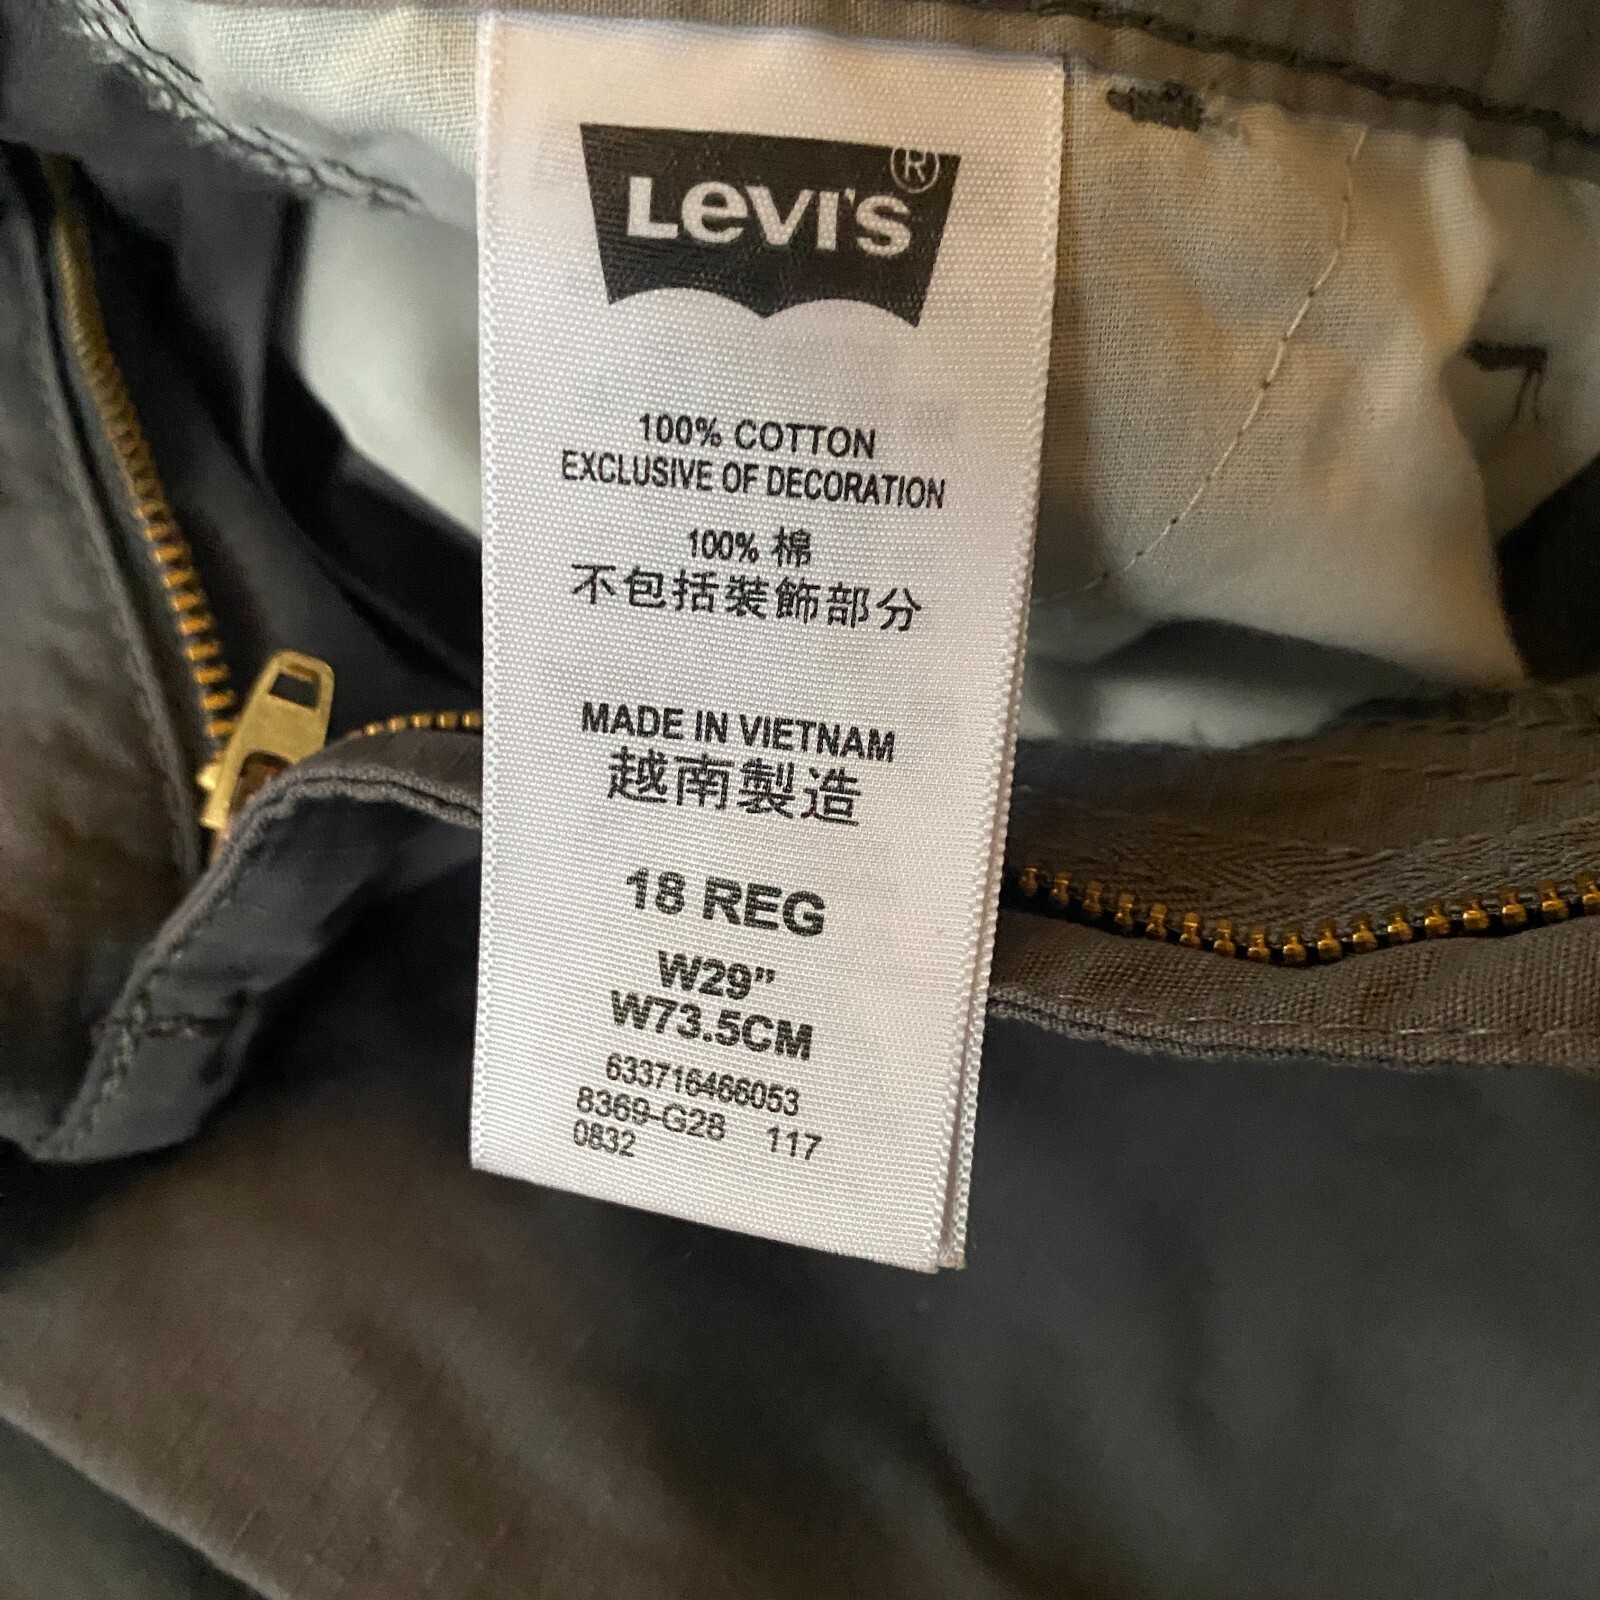 Levi's®
100% COTTON
EXCLUSIVE OF DECORATION
100% 棉
不包括裝飾部分
MADE IN VIETNAM
越南製造
18 REG
W29”
W73.5CM
633716466053
8369-G28 117
0832